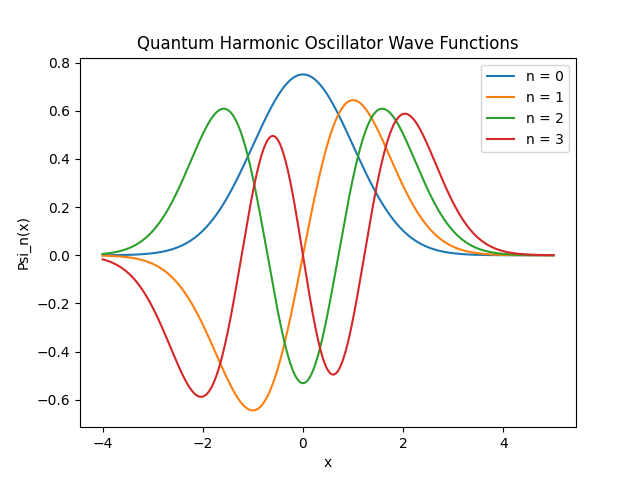 Quantum Harmonic Oscillator Wave Functions
n = 0
n = 1
n = 2
n = 3
Psi_n(x)
0.8
0.6
0.4
0.2
0.0
−0.2
−0.4
−0.6
−4
−2
0
2
4
x